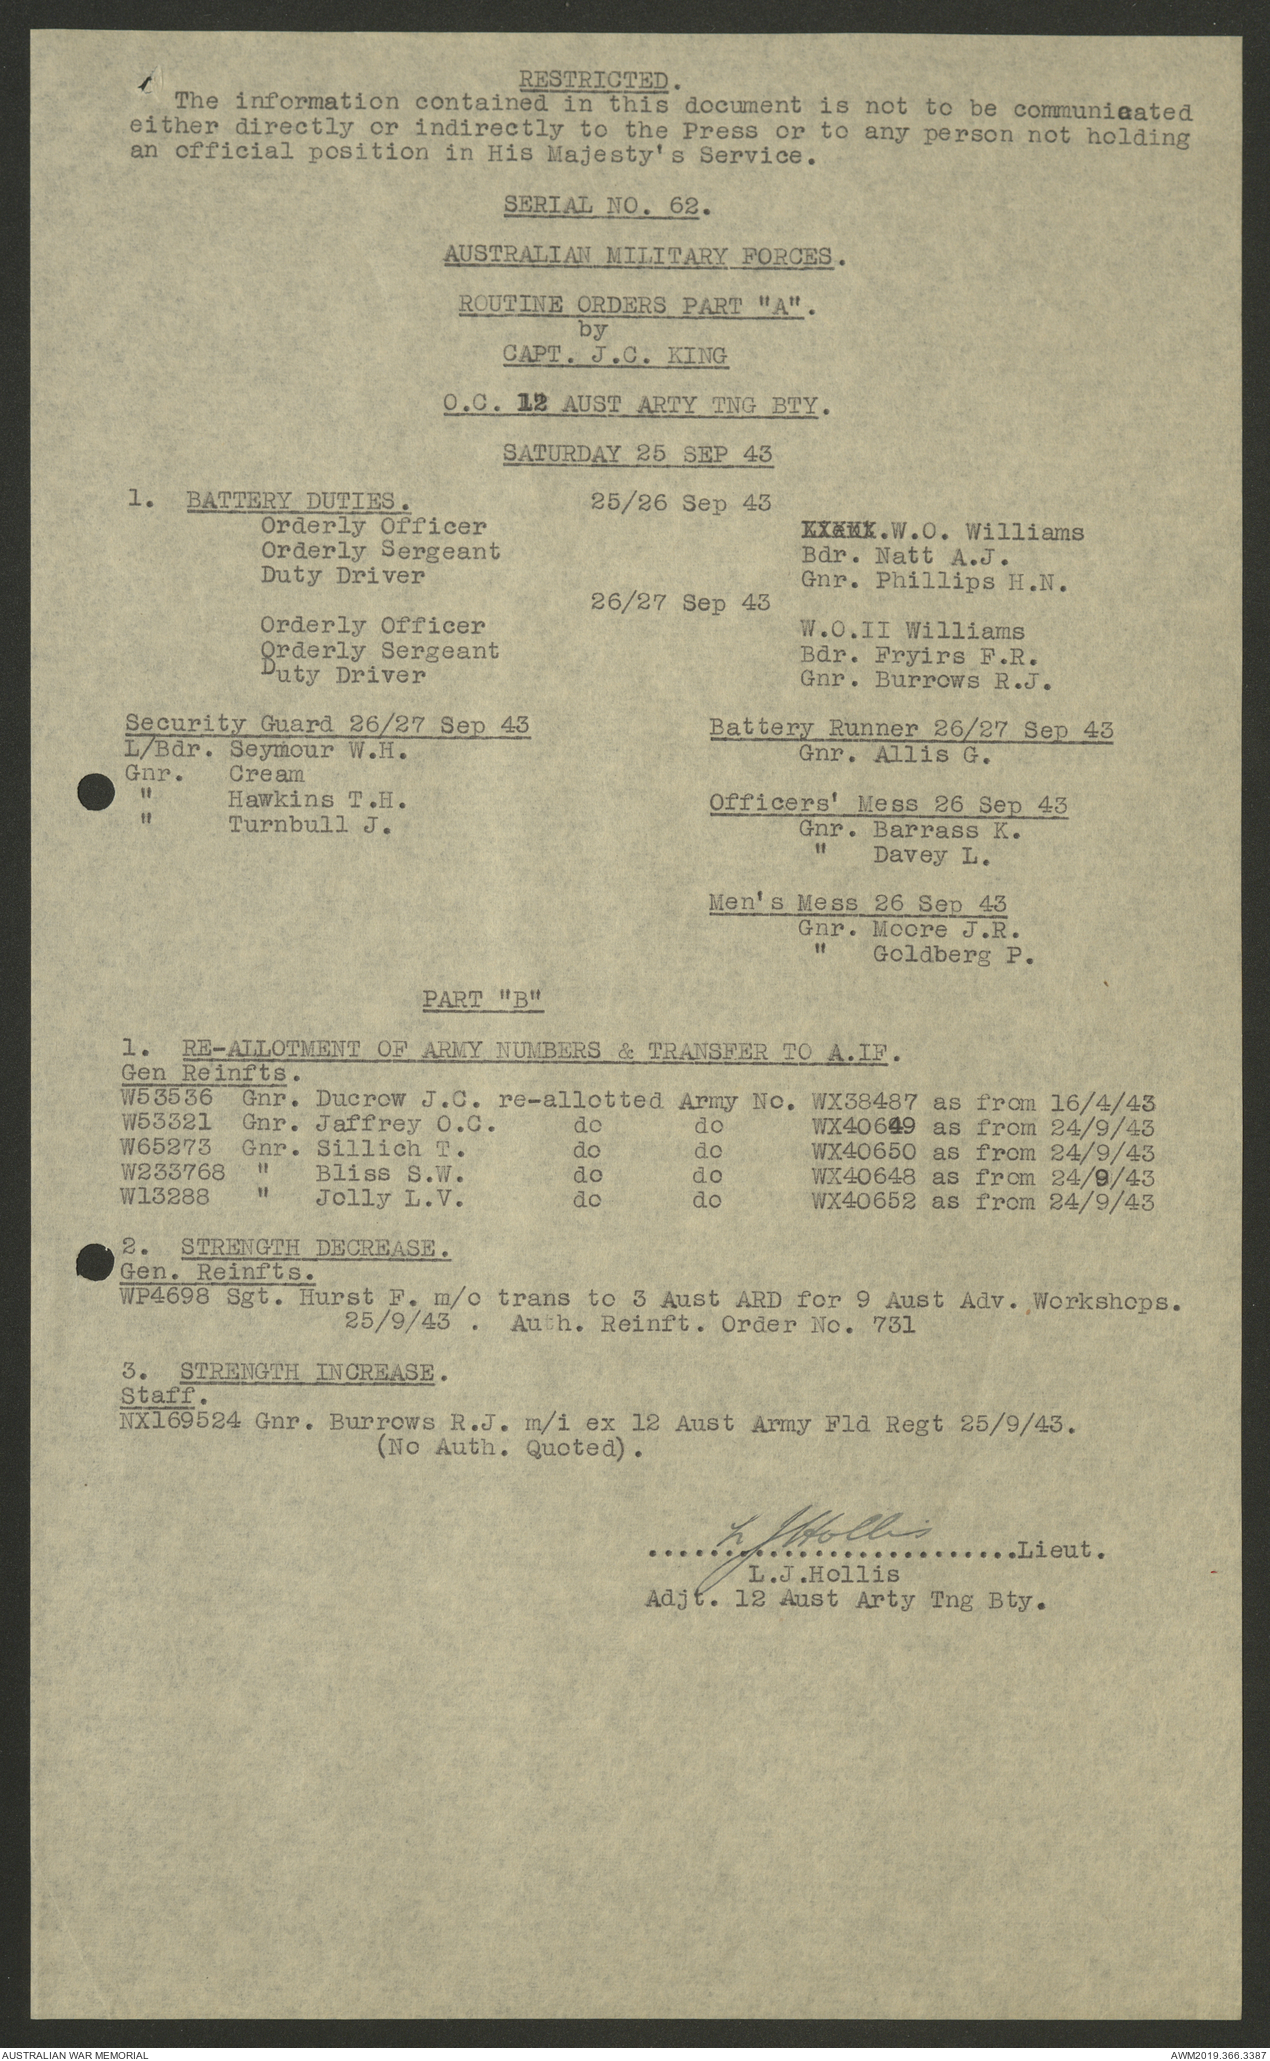 RESTRICTED.
The information contained in this document is not to be communicated
either directly or indirectly to the Press or to any person not holding
an official position in His Majesty's Service.
SERIAL NO. 62.
AUSTRALIAN MILITARY FORCES.
ROUTINE ORDERS PART "A".
by
CAPT. J.C. KING
O.C. 12 AUST ARTY TNG BTY.
SATURDAY 25 SEP 43
1. BATTERY DUTIES. 25/26 Sep 43
Orderly Officer W.O. Williams
Orderly Sergeant Bdr. Natt A.J.
Duty Driver Gnr. Phillips H.N.
26/27 Sep 43
Orderly Officer W.O.II Williams
Orderly Sergeant Bdr. Fryirs F.R.
Duty Driver Gnr. Burrows R.J.
Security Guard 26/27 Sep 43
L/Bdr. Seymour W.H.
Gnr. Cream
" Hawkins T.H.
" Turnbull J.
Battery Runner 26/27 Sep 43
Gnr. Allis G.
Officers' Mess 26 Sep 43
Gnr. Barrass K.
" Davey L.
Men's Mess 26 Sep 43
Gnr. Moore J.R.
" Goldberg P.
PART "B"
1. RE-ALLOTMENT OF ARMY NUMBERS & TRANSFER TO A.IF.
Gen Reinfts.
W53536 Gnr. Ducrow J.C. re-allotted Army No. WX38487 as from 16/4/43
W53321 Gnr. Jaffrey O.C. do do WX40649 as from 24/9/43
W65273 Gnr. Sillich T. do do WX40650 as from 24/9/43
W233768 " Bliss S.W. do do WX40648 as from 24/9/43
W13288 " Jolly L.V. do do WX40652 as from 24/9/43
2. STRENGTH DECREASE.
Gen. Reinfts.
WP4698 Sgt. Hurst F. m/o trans to 3 Aust ARD for 9 Aust Adv. Workshops.
25/9/43 . Auth. Reinft. Order No. 731
3. STRENGTH INCREASE.
Staff.
NX169524 Gnr. Burrows R.J. m/i ex 12 Aust Army Fld Regt 25/9/43.
(No Auth. Quoted).
L J Hollis
.........................Lieut.
L.J.Hollis
Adjt. 12 Aust Arty Tng Bty.
AUSTRALIAN WAR MEMORIAL
AWM2019.366.3387